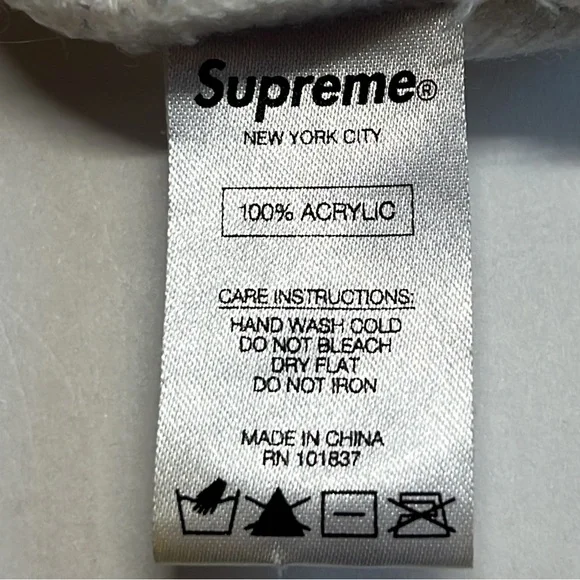 Supreme®
NEW YORK CITY
100% ACRYLIC
CARE INSTRUCTIONS:
HAND WASH COLD
DO NOT BLEACH
DRY FLAT
DO NOT IRON
MADE IN CHINA
RN 101837